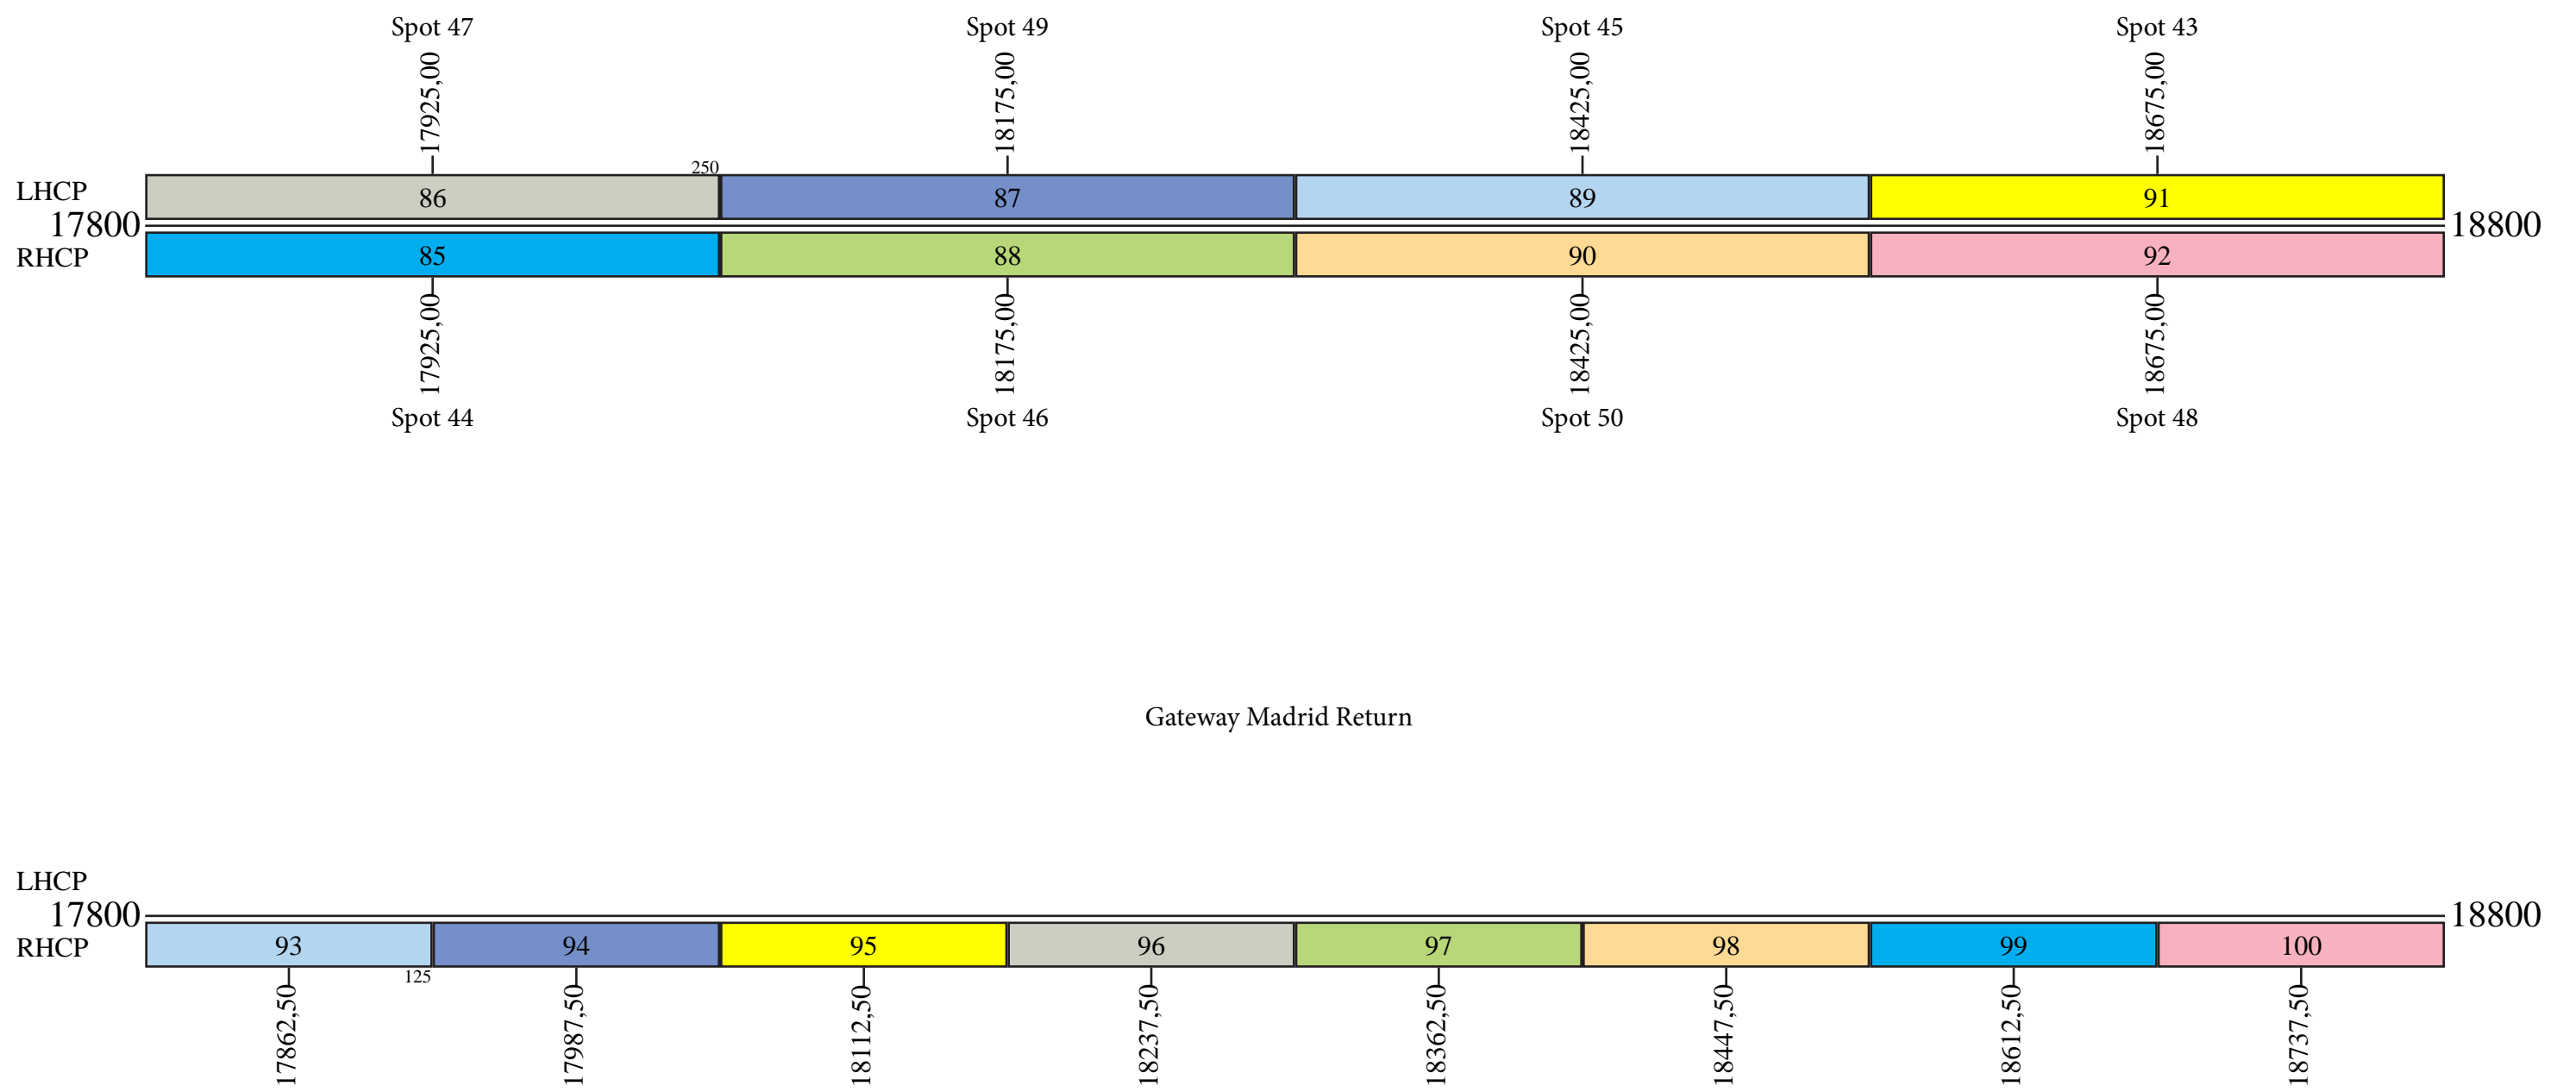 Spot 47 Spot 49 Spot 45 Spot 43
17925,00 18175,00 18425,00 18675,00
250
LHCP 86 87 89 91
17800 18800
RHCP 85 88 90 92
17925,00 18175,00 18425,00 18675,00
Spot 44 Spot 46 Spot 50 Spot 48
Gateway Madrid Return
LHCP
17800 18800
RHCP 93 94 95 96 97 98 99 100
125
17862,50 17987,50 18112,50 18237,50 18362,50 18447,50 18612,50 18737,50